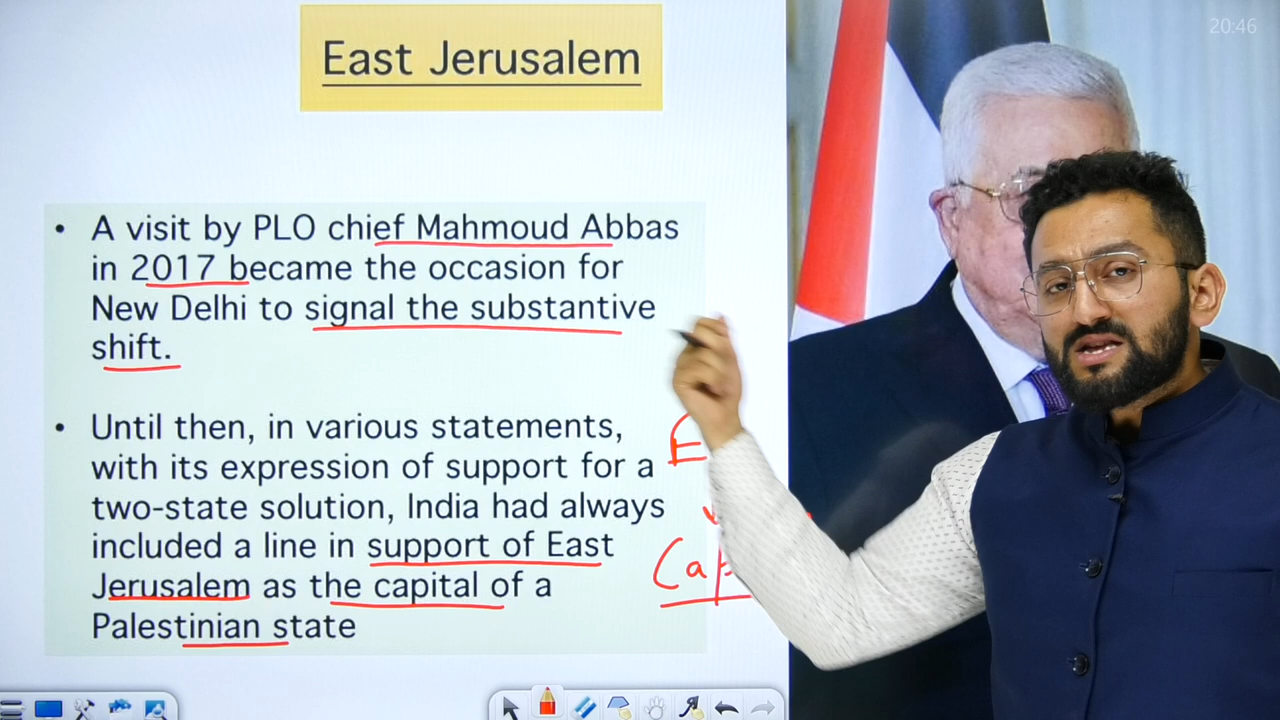 20:46
East Jerusalem
• A visit by PLO chief Mahmoud Abbas
in 2017 became the occasion for
New Delhi to signal the substantive
shift.
• Until then, in various statements,
with its expression of support for a
two-state solution, India had always
included a line in support of East
Jerusalem as the capital of a
Palestinian state
E
Cap